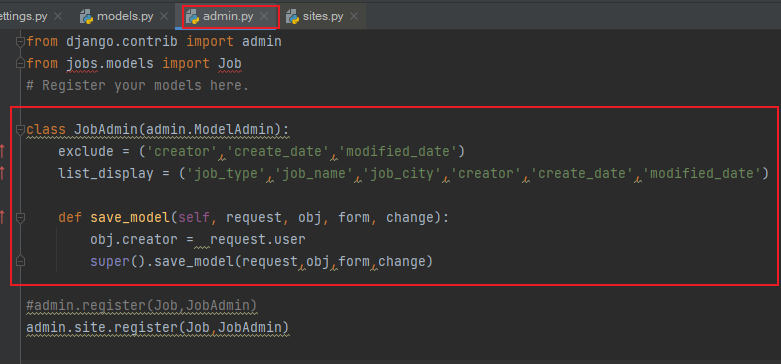 ettings.py models.py admin.py sites.py
from django.contrib import admin
from jobs.models import Job
# Register your models here.
class JobAdmin(admin.ModelAdmin):
exclude = ('creator','create_date','modified_date')
list_display = ('job_type','job_name','job_city','creator','create_date','modified_date')
def save_model(self, request, obj, form, change):
obj.creator =  request.user
super().save_model(request,obj,form,change)
#admin.register(Job,JobAdmin)
admin.site.register(Job,JobAdmin)